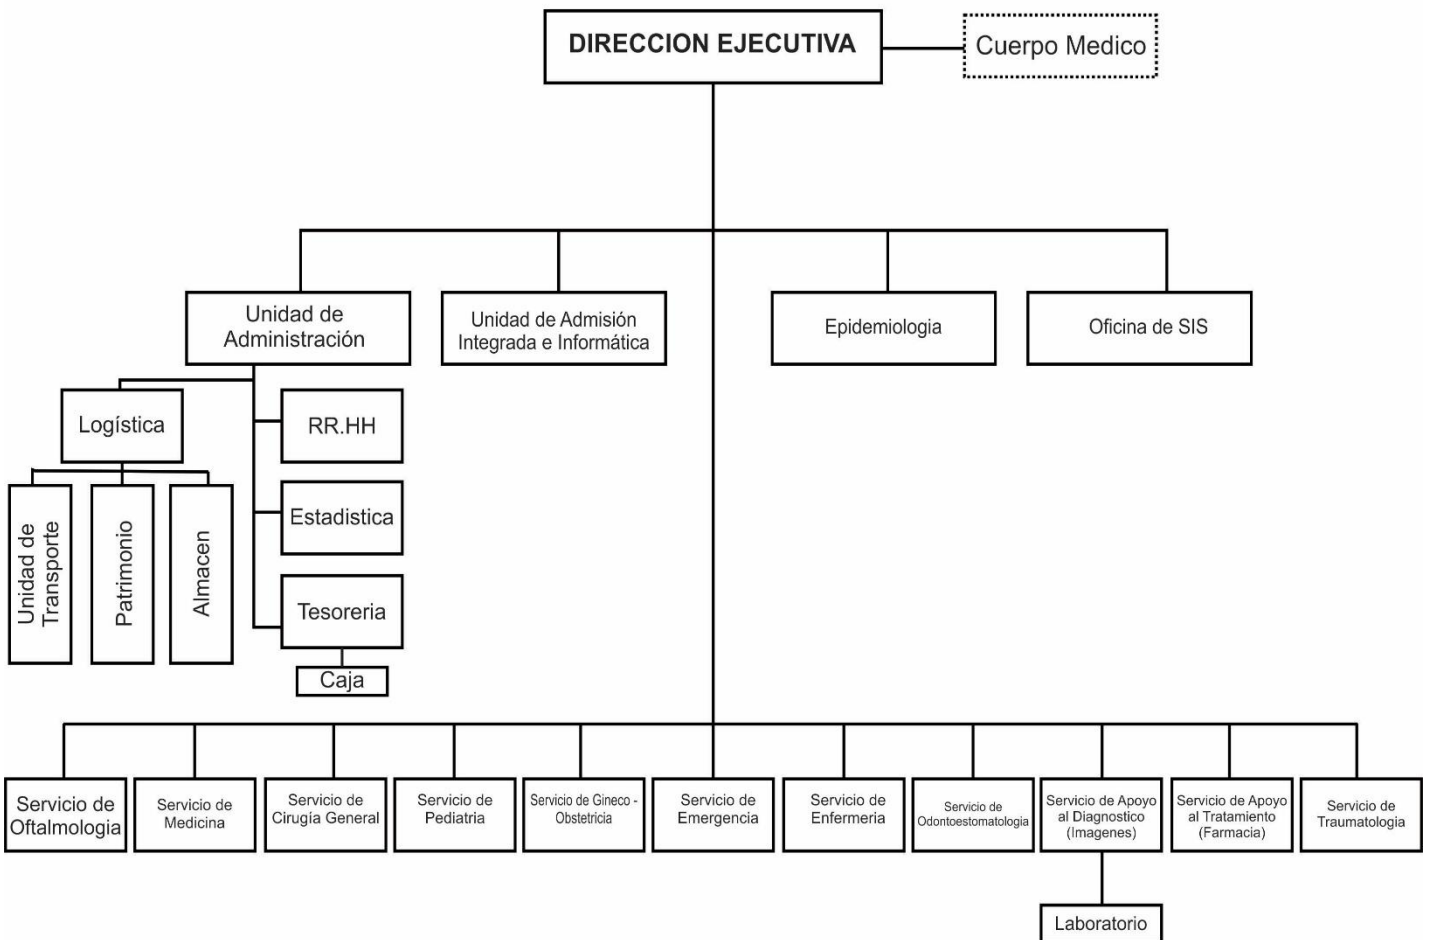 DIRECCION EJECUTIVA
Cuerpo Medico
Unidad de
Administración
Unidad de Admisión
Integrada e Informática
Epidemiologia
Oficina de SIS
Logística
RR.HH
Unidad de
Transporte
Patrimonio
Almacen
Estadistica
Tesoreria
Caja
Servicio de
Oftalmologia
Servicio de
Medicina
Servicio de
Cirugía General
Servicio de
Pediatria
Servicio de Gineco -
Obstetricia
Servicio de
Emergencia
Servicio de
Enfermeria
Servicio de
Odontoestomatologia
Servicio de Apoyo
al Diagnostico
(Imagenes)
Servicio de Apoyo
al Tratamiento
(Farmacia)
Servicio de
Traumatologia
Laboratorio